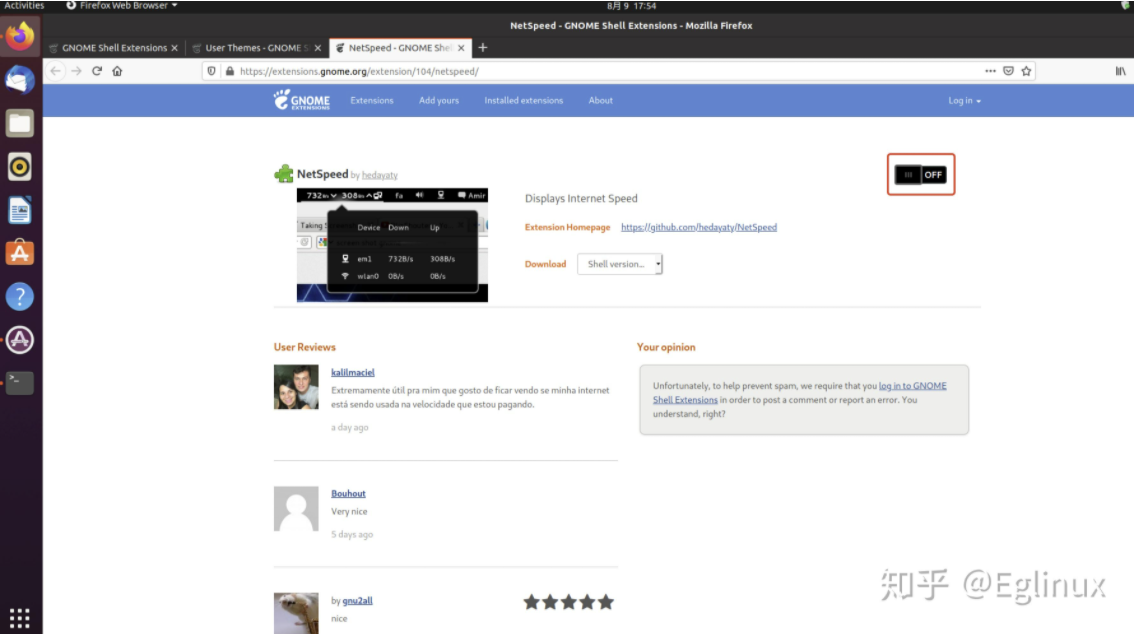 Activities
Firefox Web Browser
8月 9 17:54
NetSpeed - GNOME Shell Extensions - Mozilla Firefox
GNOME Shell Extensions
User Themes - GNOME S
NetSpeed - GNOME Shel
https://extensions.gnome.org/extension/104/netspeed/
GNOME
EXTENSIONS
Extensions
Add yours
Installed extensions
About
Log in
NetSpeed by hedayaty
OFF
732
308
fa
Amir
Taking
Device Down Up
em1 732B/s 308B/s
wlan0 0B/s 0B/s
Displays Internet Speed
Extension Homepage https://github.com/hedayaty/NetSpeed
Download Shell version...
User Reviews
kalilmaciel
Extremamente útil pra mim que gosto de ficar vendo se minha internet
está sendo usada na velocidade que estou pagando.
a day ago
Bouhout
Very nice
5 days ago
by gnu2all
nice
Your opinion
Unfortunately, to help prevent spam, we require that you log in to GNOME
Shell Extensions in order to post a comment or report an error. You
understand, right?
知乎 @Eglinux